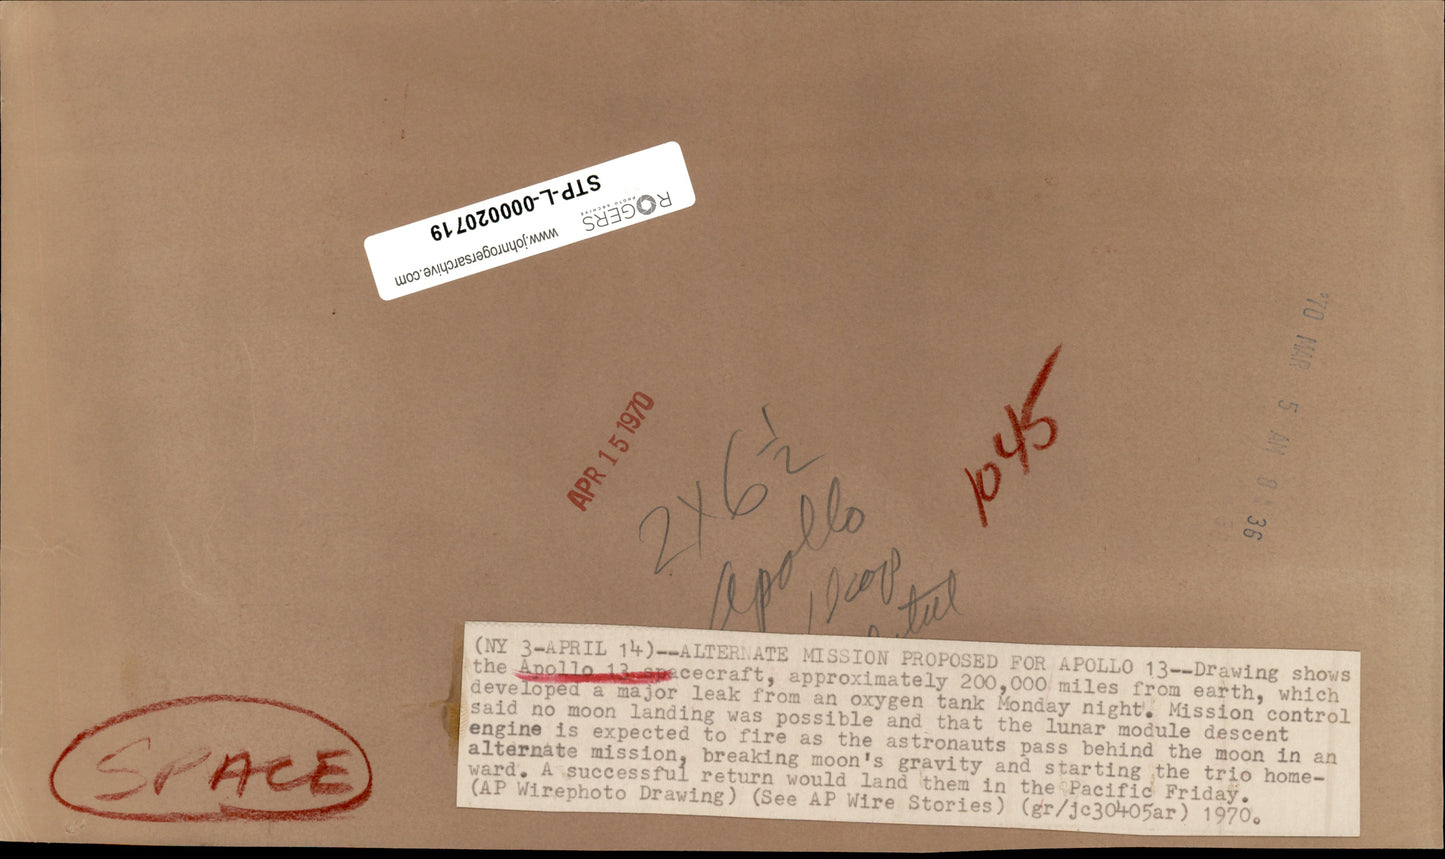 STP-L-000020719
ROGERS
PHOTO ARCHIVE
www.johnrogersarchive.com
'70 MAR 5 AM 8 36
APR 15 1970
1045
2 X 6 1/2
Apollo
(NY 3-APRIL 14)--ALTERNATE MISSION PROPOSED FOR APOLLO 13--Drawing shows
the Apollo 13 spacecraft, approximately 200,000 miles from earth, which
developed a major leak from an oxygen tank Monday night. Mission control
said no moon landing was possible and that the lunar module descent
engine is expected to fire as the astronauts pass behind the moon in an
alternate mission, breaking moon's gravity and starting the trio home-
ward. A successful return would land them in the Pacific Friday.
(AP Wirephoto Drawing) (See AP Wire Stories) (gr/jc30405ar) 1970.
SPACE